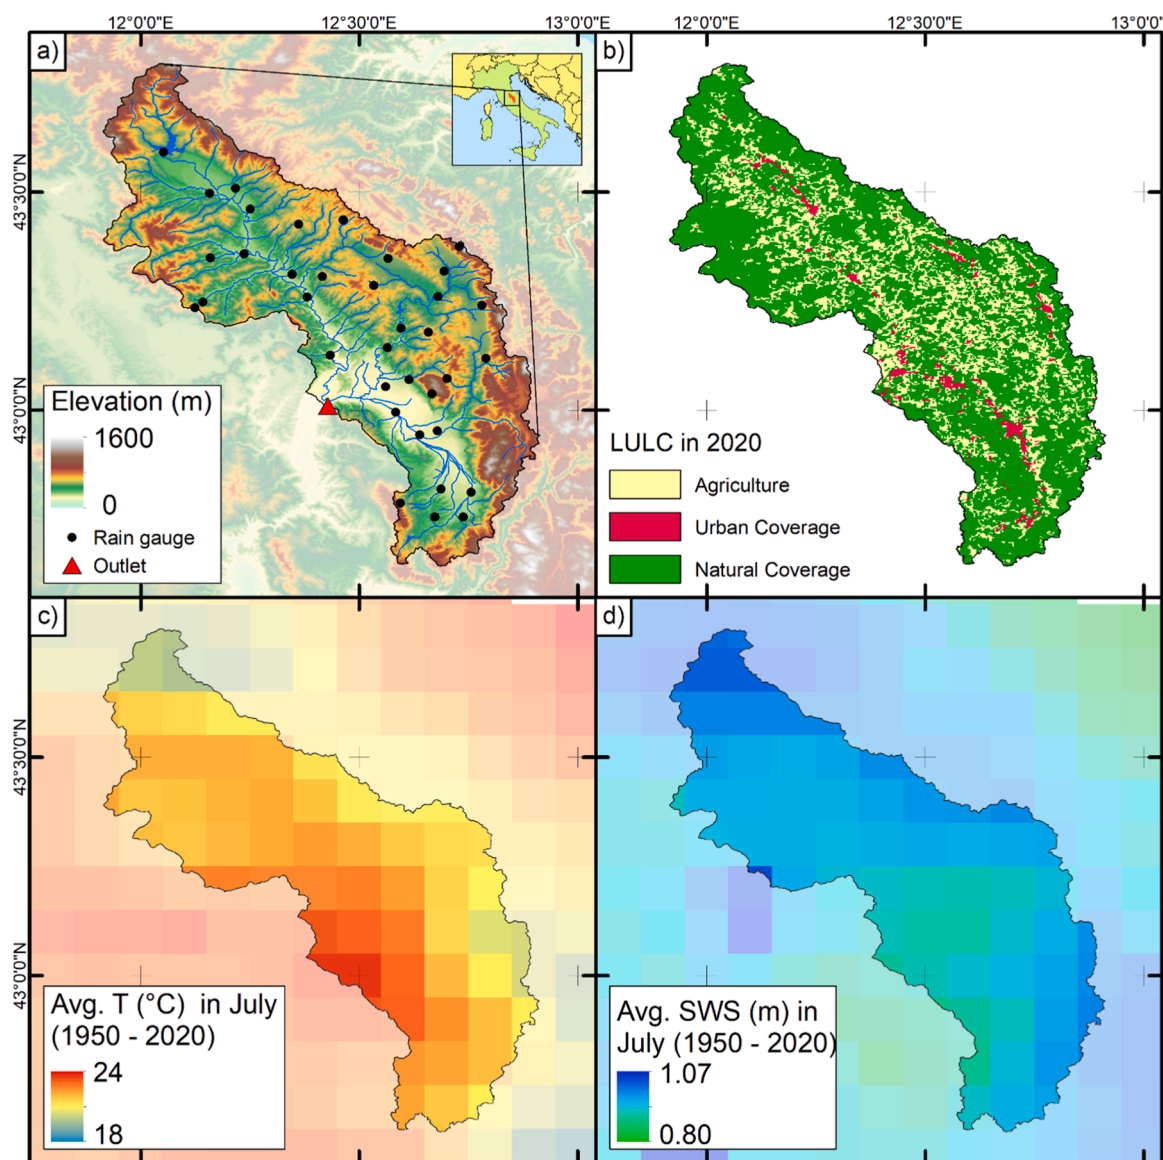 12°0'0"E 12°30'0"E 13°0'0"E 12°0'0"E 12°30'0"E 13°0'0"E
a)
b)
43°30'0"N
43°0'0"N
Elevation (m)
1600
0
Rain gauge
Outlet
LULC in 2020
Agriculture
Urban Coverage
Natural Coverage
c)
d)
43°30'0"N
43°0'0"N
Avg. T (°C) in July
(1950 - 2020)
24
18
Avg. SWS (m) in
July (1950 - 2020)
1.07
0.80